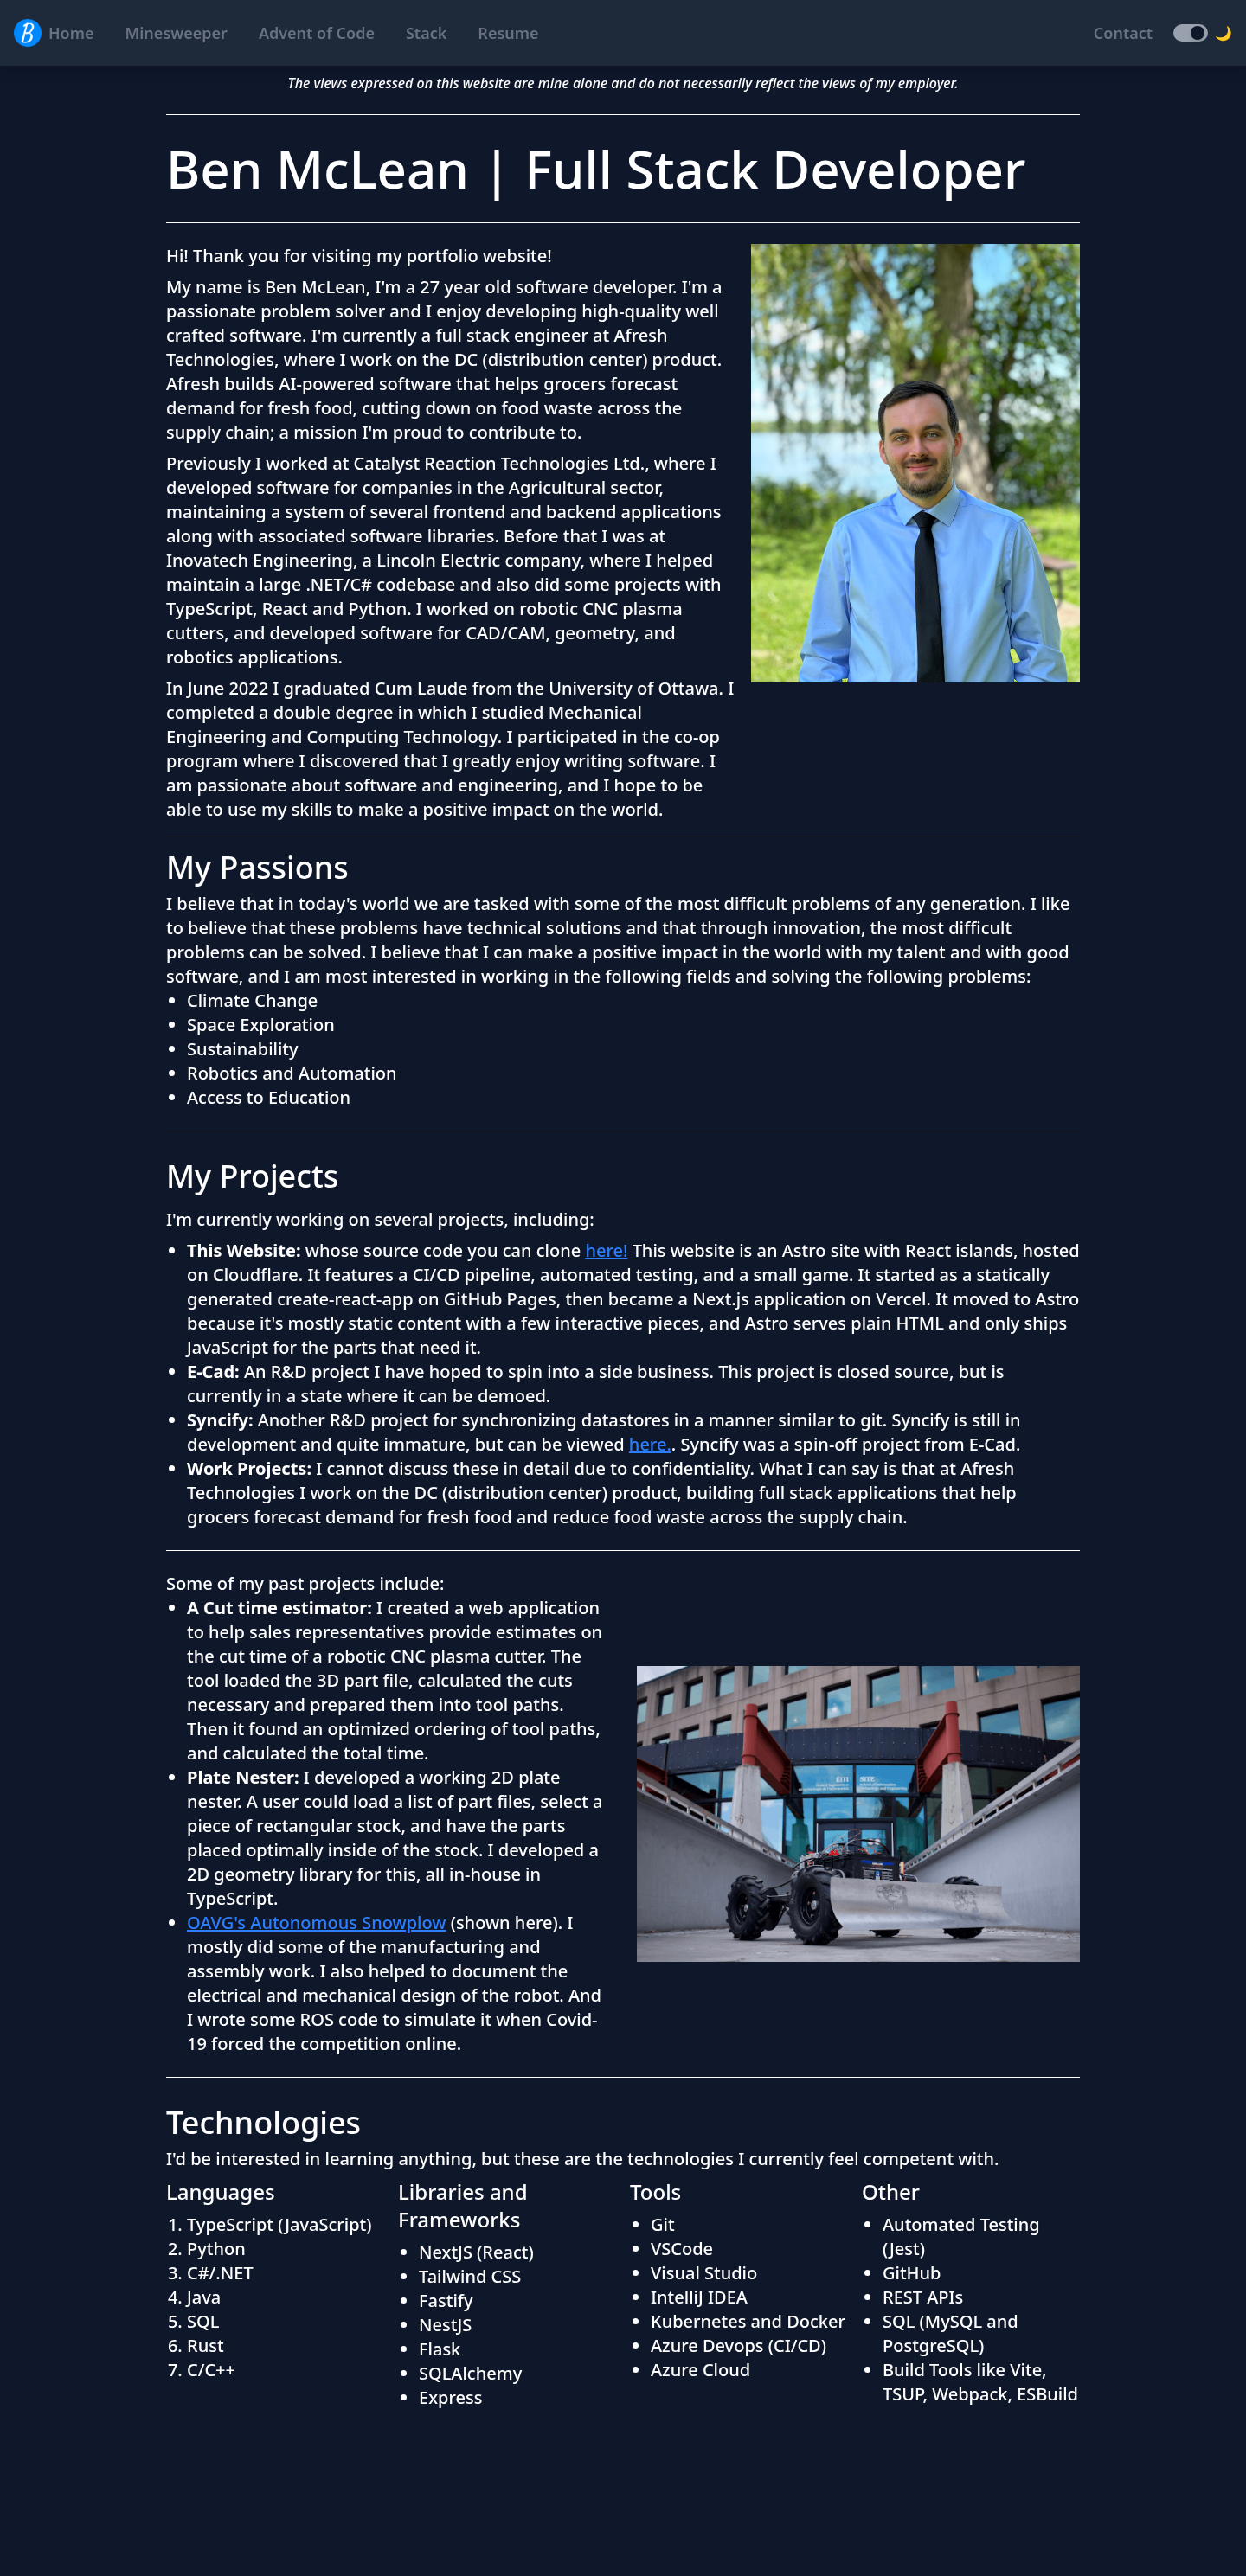 B Home Minesweeper Advent of Code Stack Resume Contact
The views expressed on this website are mine alone and do not necessarily reflect the views of my employer.
Ben McLean | Full Stack Developer
Hi! Thank you for visiting my portfolio website!
My name is Ben McLean, I'm a 27 year old software developer. I'm a
passionate problem solver and I enjoy developing high-quality well
crafted software. I'm currently a full stack engineer at Afresh
Technologies, where I work on the DC (distribution center) product.
Afresh builds AI-powered software that helps grocers forecast
demand for fresh food, cutting down on food waste across the
supply chain; a mission I'm proud to contribute to.
Previously I worked at Catalyst Reaction Technologies Ltd., where I
developed software for companies in the Agricultural sector,
maintaining a system of several frontend and backend applications
along with associated software libraries. Before that I was at
Inovatech Engineering, a Lincoln Electric company, where I helped
maintain a large .NET/C# codebase and also did some projects with
TypeScript, React and Python. I worked on robotic CNC plasma
cutters, and developed software for CAD/CAM, geometry, and
robotics applications.
In June 2022 I graduated Cum Laude from the University of Ottawa. I
completed a double degree in which I studied Mechanical
Engineering and Computing Technology. I participated in the co-op
program where I discovered that I greatly enjoy writing software. I
am passionate about software and engineering, and I hope to be
able to use my skills to make a positive impact on the world.
My Passions
I believe that in today's world we are tasked with some of the most difficult problems of any generation. I like
to believe that these problems have technical solutions and that through innovation, the most difficult
problems can be solved. I believe that I can make a positive impact in the world with my talent and with good
software, and I am most interested in working in the following fields and solving the following problems:
• Climate Change
• Space Exploration
• Sustainability
• Robotics and Automation
• Access to Education
My Projects
I'm currently working on several projects, including:
• This Website: whose source code you can clone here! This website is an Astro site with React islands, hosted
on Cloudflare. It features a CI/CD pipeline, automated testing, and a small game. It started as a statically
generated create-react-app on GitHub Pages, then became a Next.js application on Vercel. It moved to Astro
because it's mostly static content with a few interactive pieces, and Astro serves plain HTML and only ships
JavaScript for the parts that need it.
• E-Cad: An R&D project I have hoped to spin into a side business. This project is closed source, but is
currently in a state where it can be demoed.
• Syncify: Another R&D project for synchronizing datastores in a manner similar to git. Syncify is still in
development and quite immature, but can be viewed here.. Syncify was a spin-off project from E-Cad.
• Work Projects: I cannot discuss these in detail due to confidentiality. What I can say is that at Afresh
Technologies I work on the DC (distribution center) product, building full stack applications that help
grocers forecast demand for fresh food and reduce food waste across the supply chain.
Some of my past projects include:
• A Cut time estimator: I created a web application
to help sales representatives provide estimates on
the cut time of a robotic CNC plasma cutter. The
tool loaded the 3D part file, calculated the cuts
necessary and prepared them into tool paths.
Then it found an optimized ordering of tool paths,
and calculated the total time.
• Plate Nester: I developed a working 2D plate
nester. A user could load a list of part files, select a
piece of rectangular stock, and have the parts
placed optimally inside of the stock. I developed a
2D geometry library for this, all in-house in
TypeScript.
• OAVG's Autonomous Snowplow (shown here). I
mostly did some of the manufacturing and
assembly work. I also helped to document the
electrical and mechanical design of the robot. And
I wrote some ROS code to simulate it when Covid-
19 forced the competition online.
SITE
Technologies
I'd be interested in learning anything, but these are the technologies I currently feel competent with.
Languages
1. TypeScript (JavaScript)
2. Python
3. C#/.NET
4. Java
5. SQL
6. Rust
7. C/C++
Libraries and
Frameworks
• NextJS (React)
• Tailwind CSS
• Fastify
• NestJS
• Flask
• SQLAlchemy
• Express
Tools
• Git
• VSCode
• Visual Studio
• IntelliJ IDEA
• Kubernetes and Docker
• Azure Devops (CI/CD)
• Azure Cloud
Other
• Automated Testing
(Jest)
• GitHub
• REST APIs
• SQL (MySQL and
PostgreSQL)
• Build Tools like Vite,
TSUP, Webpack, ESBuild